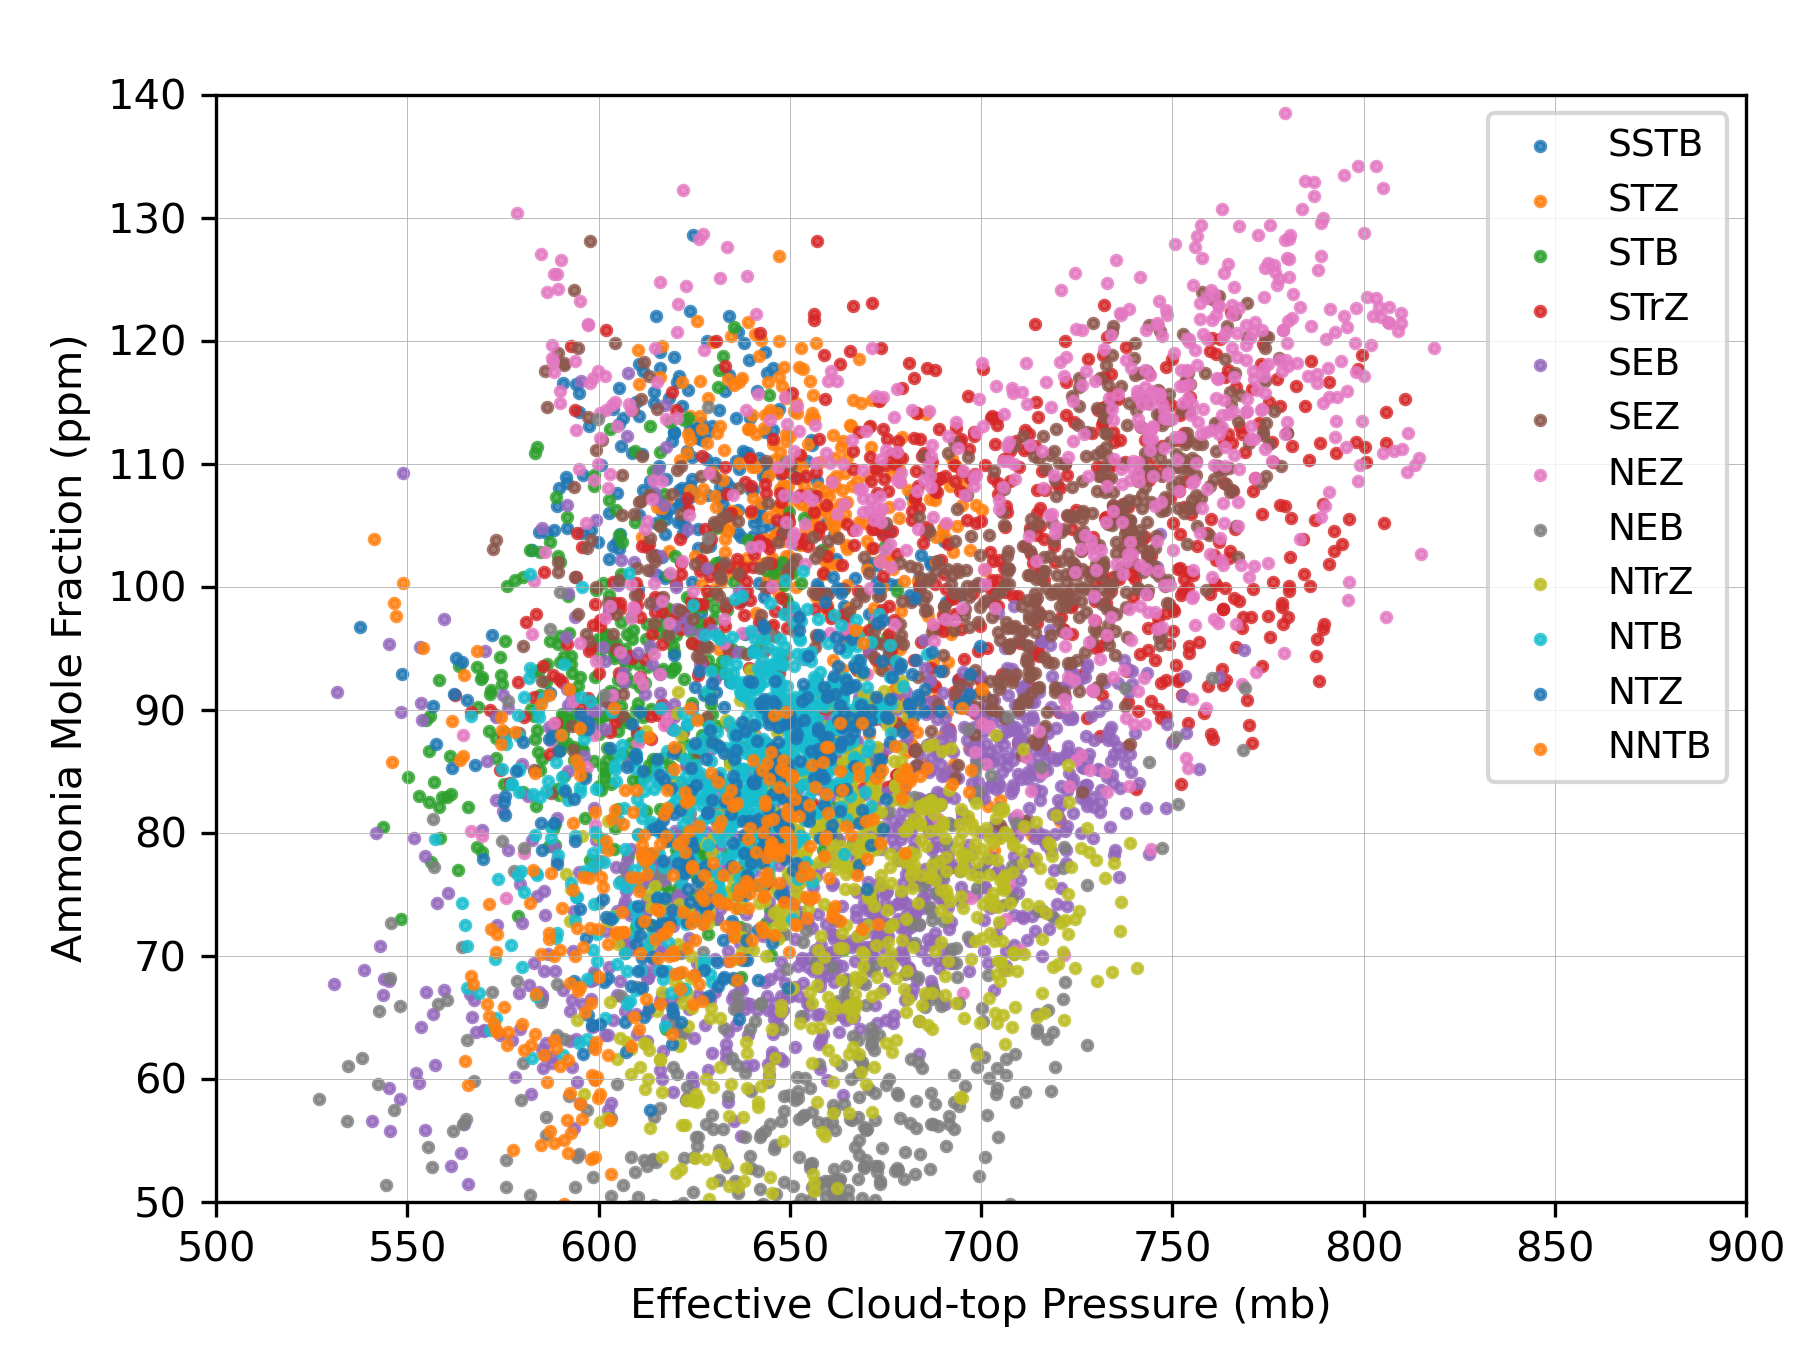 140
130
120
110
100
90
80
70
60
50
Ammonia Mole Fraction (ppm)
500 550 600 650 700 750 800 850 900
Effective Cloud-top Pressure (mb)
SSTB
STZ
STB
STrZ
SEB
SEZ
NEZ
NEB
NTrZ
NTB
NTZ
NNTB